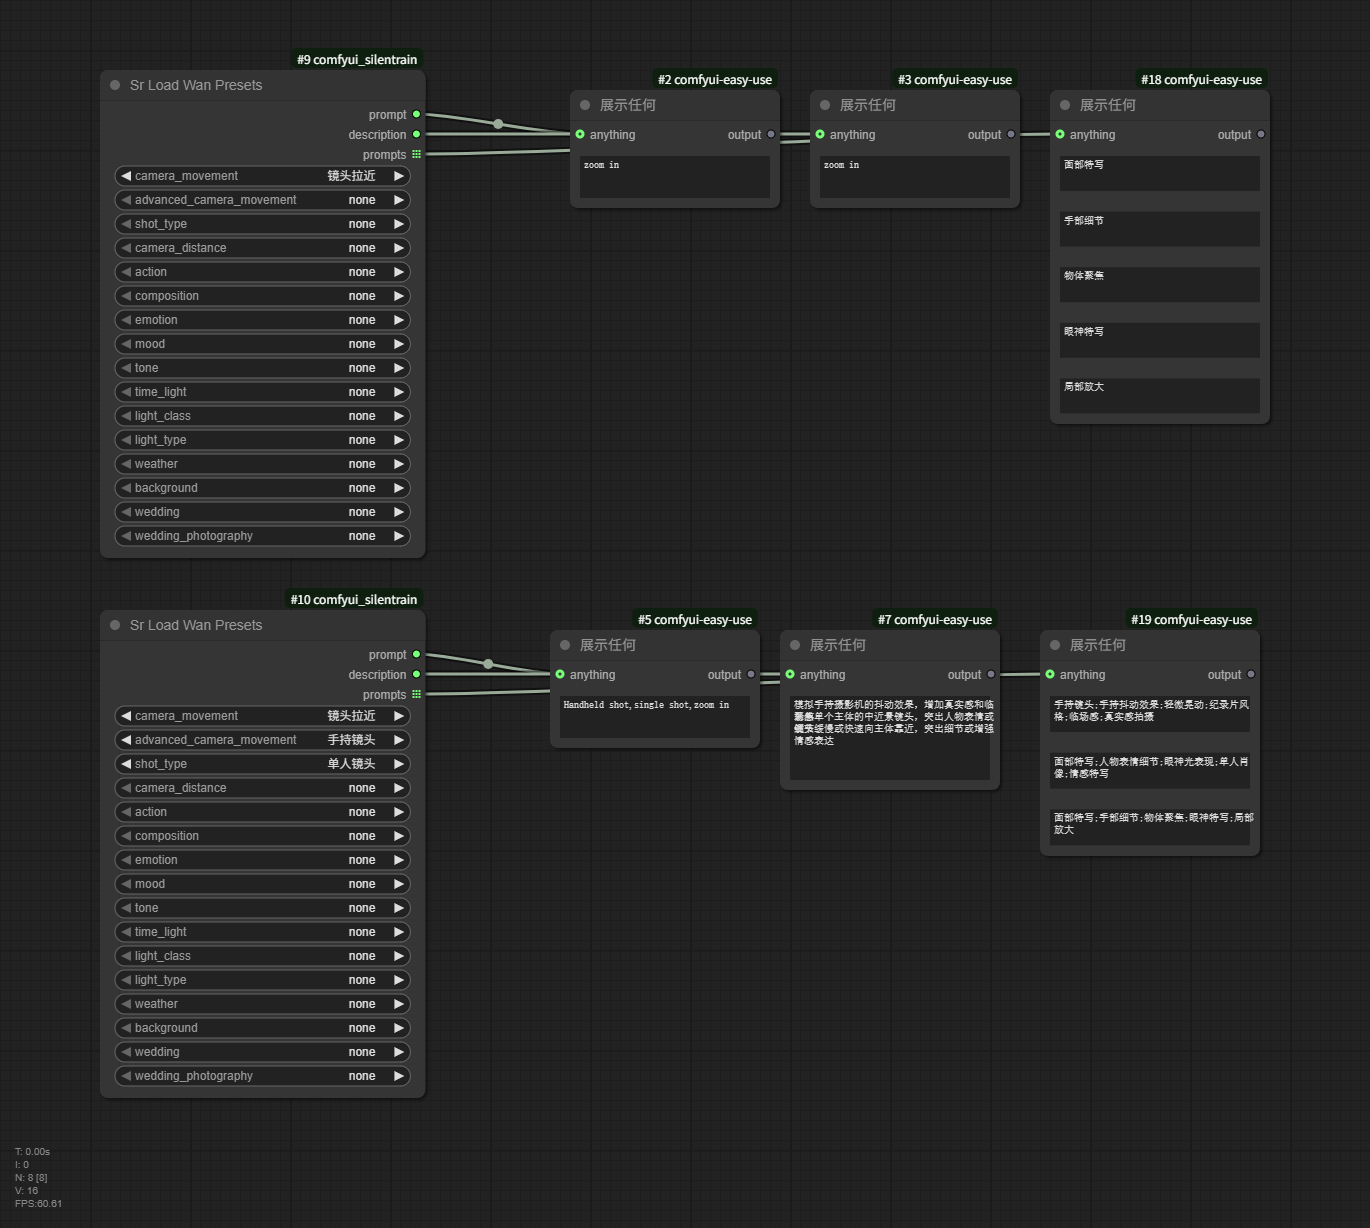 #9 comfyui_silentrain
Sr Load Wan Presets
prompt
description
prompts
camera_movement 镜头拉近
advanced_camera_movement none
shot_type none
camera_distance none
action none
composition none
emotion none
mood none
tone none
time_light none
light_class none
light_type none
weather none
background none
wedding none
wedding_photography none
#2 comfyui-easy-use
展示任何
anything output
zoom in
#3 comfyui-easy-use
展示任何
anything output
zoom in
#18 comfyui-easy-use
展示任何
anything output
面部特写
手部细节
物体聚焦
眼神特写
局部放大
#10 comfyui_silentrain
Sr Load Wan Presets
prompt
description
prompts
camera_movement 镜头拉近
advanced_camera_movement 手持镜头
shot_type 单人镜头
camera_distance none
action none
composition none
emotion none
mood none
tone none
time_light none
light_class none
light_type none
weather none
background none
wedding none
wedding_photography none
#5 comfyui-easy-use
展示任何
anything output
Handheld shot,single shot,zoom in
#7 comfyui-easy-use
展示任何
anything output
模拟手持摄影机的抖动效果，增加真实感和临
单个主体的中近景镜头，突出人物表情或
缓慢或快速向主体靠近，突出细节或增强
情感表达
#19 comfyui-easy-use
展示任何
anything output
手持镜头;手持抖动效果;轻微晃动;纪录片风
格;临场感;真实感拍摄
面部特写;人物表情细节;眼神光表现;单人肖
像;情感特写
面部特写;手部细节;物体聚焦;眼神特写;局部
放大
T: 0.00s
I: 0
N: 8 [8]
V: 16
FPS:60.61